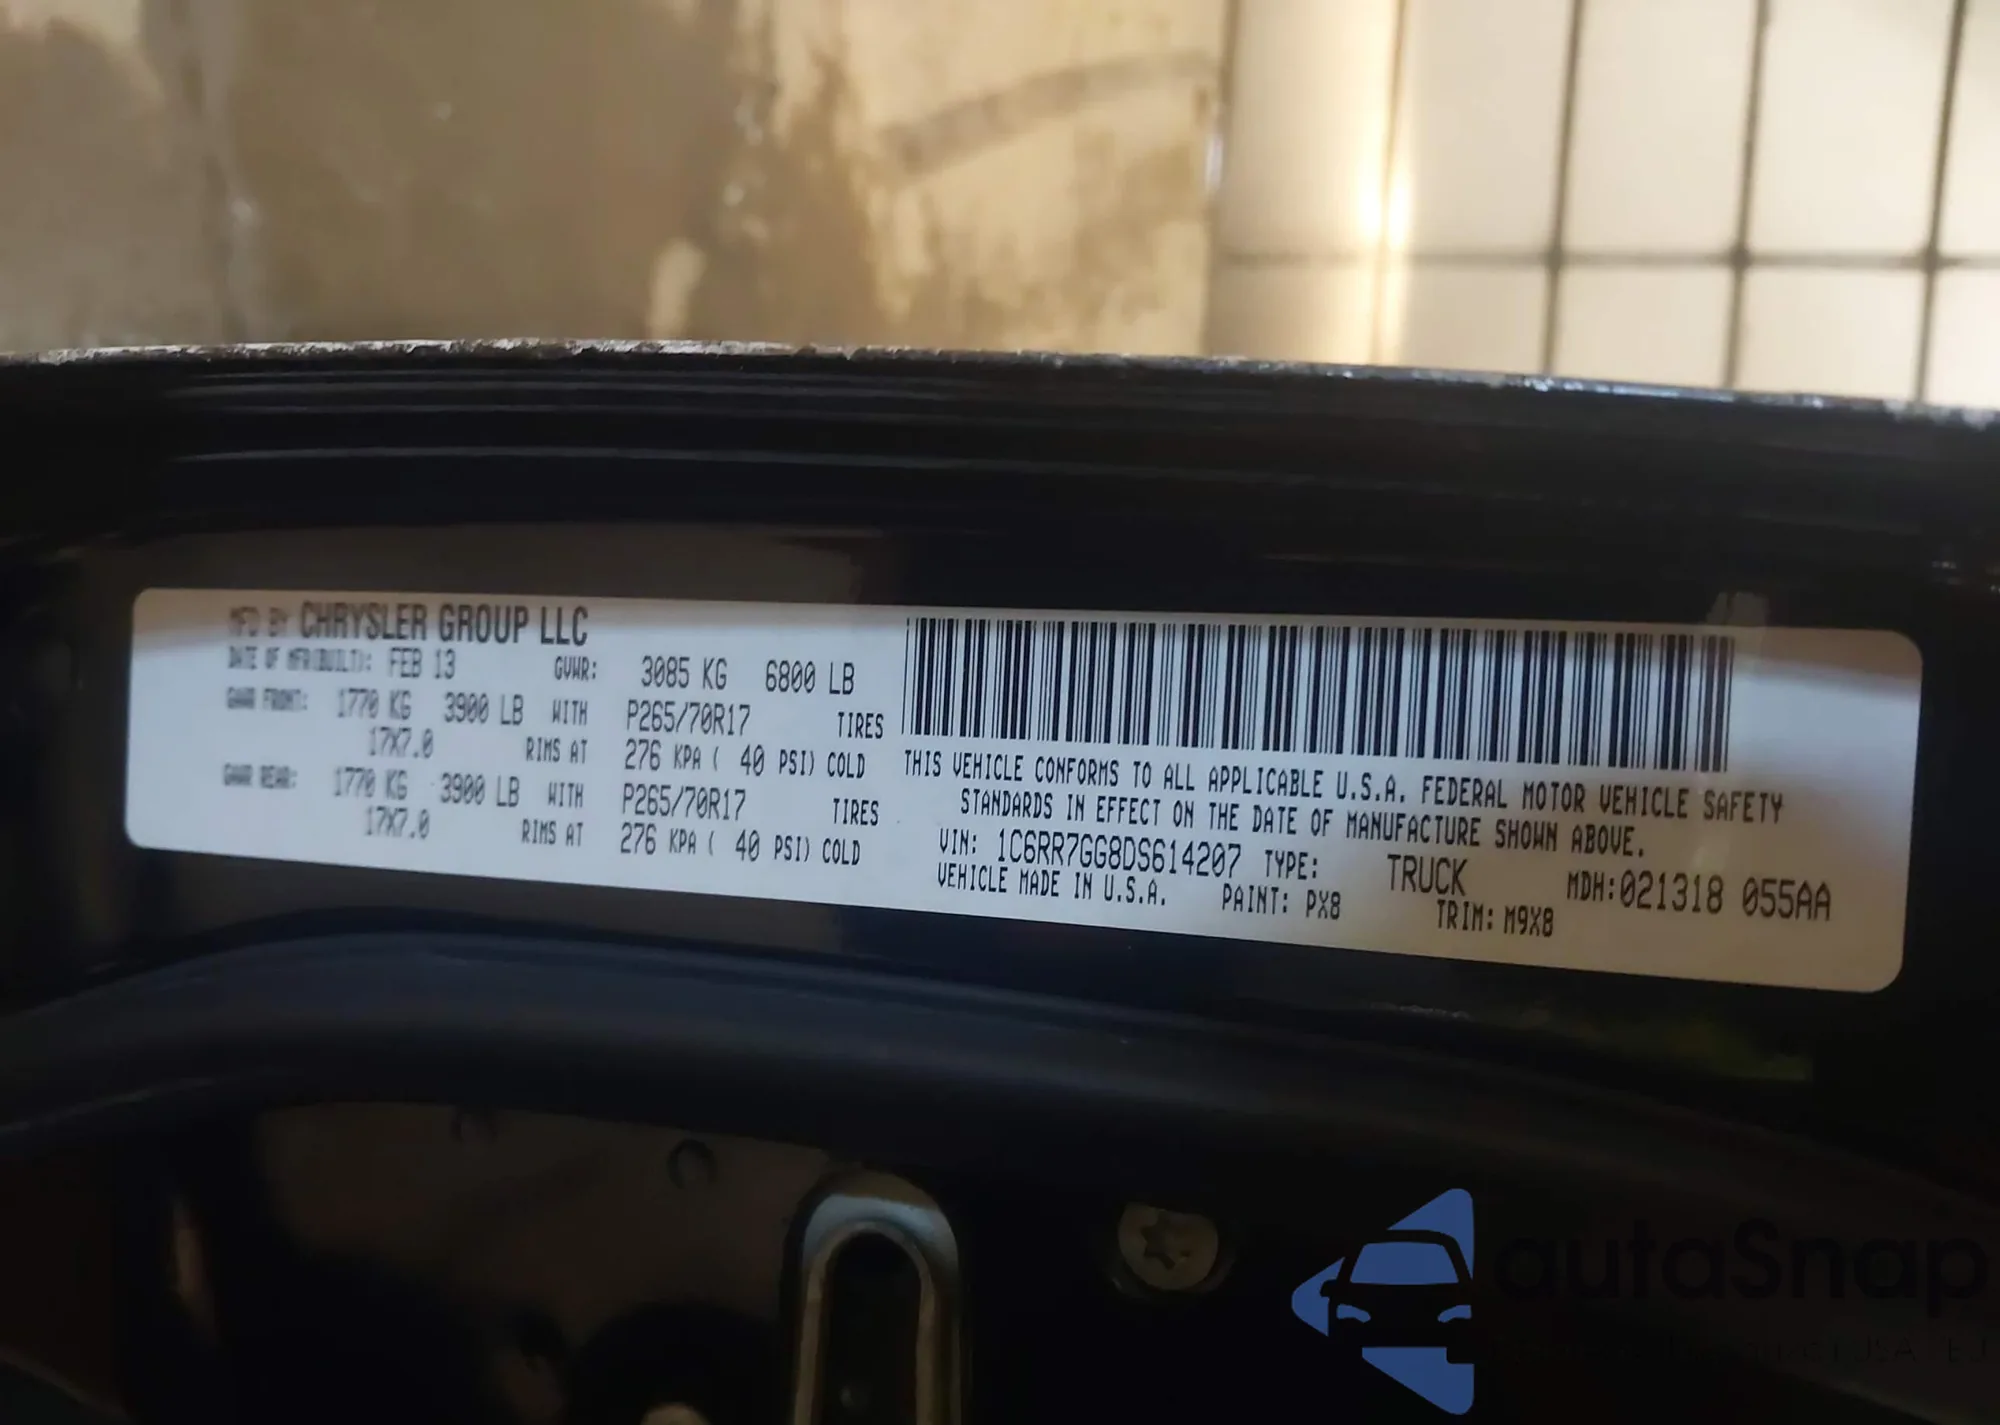 MFD BY CHRYSLER GROUP LLC
DATE OF MFR(BUILT): FEB 13 GVWR: 3085 KG 6800 LB
GAWR FRONT: 1770 KG 3900 LB WITH P265/70R17 TIRES
17X7.0 RIMS AT 276 KPA ( 40 PSI) COLD
GAWR REAR: 1770 KG 3900 LB WITH P265/70R17 TIRES
17X7.0 RIMS AT 276 KPA ( 40 PSI) COLD
THIS VEHICLE CONFORMS TO ALL APPLICABLE U.S.A. FEDERAL MOTOR VEHICLE SAFETY
STANDARDS IN EFFECT ON THE DATE OF MANUFACTURE SHOWN ABOVE.
VIN: 1C6RR7GG8DS614207 TYPE: TRUCK MDH:021318 055AA
VEHICLE MADE IN U.S.A. PAINT: PX8 TRIM: M9X8
autaSnap